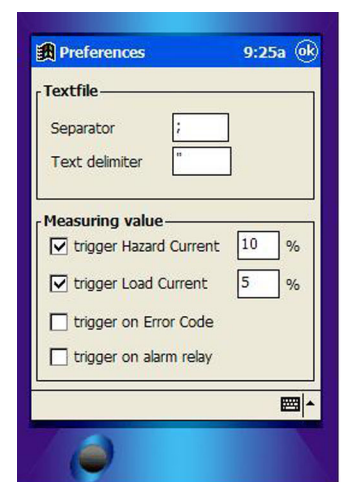 Preferences 9:25a ok
Textfile
Separator ;
Text delimiter "
Measuring value
trigger Hazard Current 10 %
trigger Load Current 5 %
trigger on Error Code
trigger on alarm relay